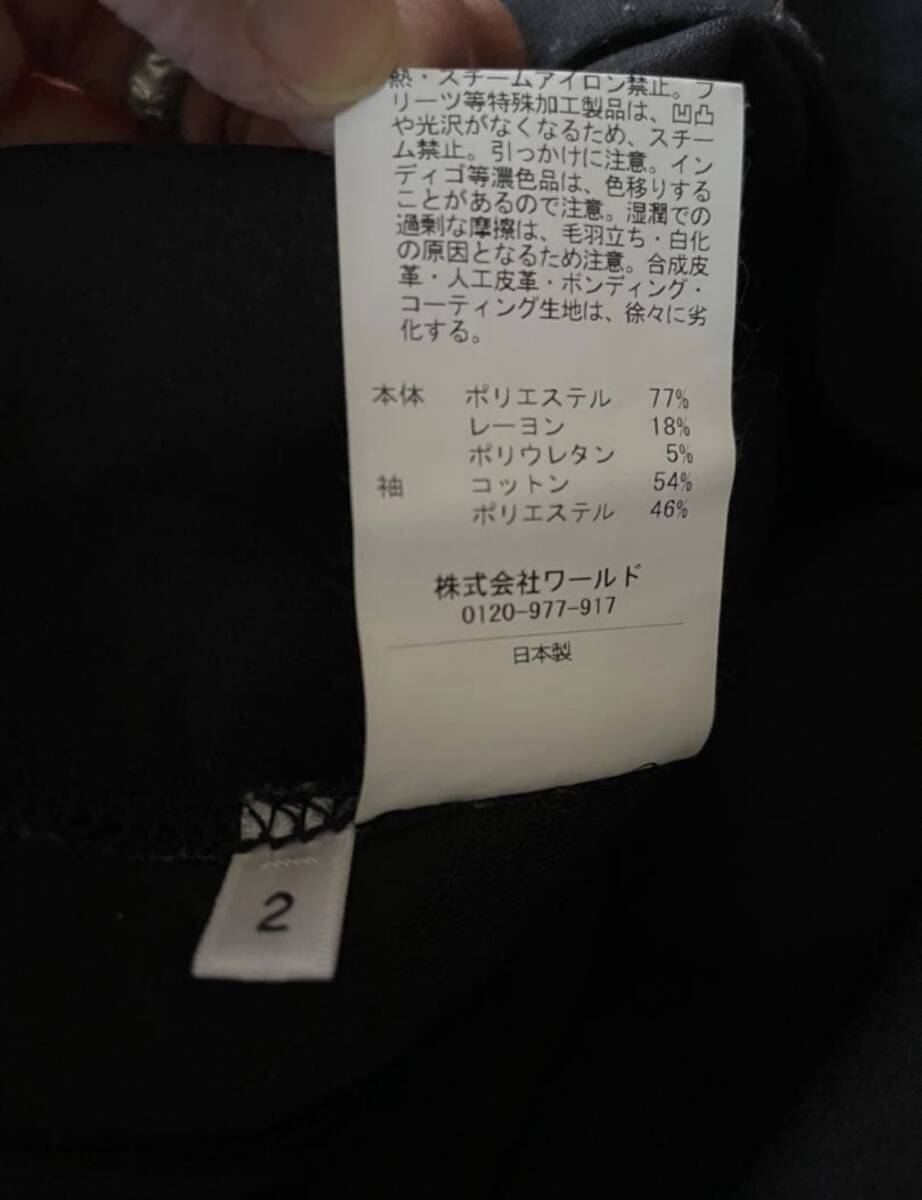 熱・スチームアイロン禁止。プ
リーツ等特殊加工製品は、凹凸
や光沢がなくなるため、スチー
ム禁止。引っかけに注意。イン
ディゴ等濃色品は、色移りする
ことがあるので注意。湿潤での
過剰な摩擦は、毛羽立ち・白化
の原因となるため注意。合成皮
革・人工皮革・ボンディング・
コーティング生地は、徐々に劣
化する。
本体 ポリエステル 77%
レーヨン 18%
ポリウレタン 5%
袖 コットン 54%
ポリエステル 46%
株式会社ワールド
0120-977-917
日本製
2